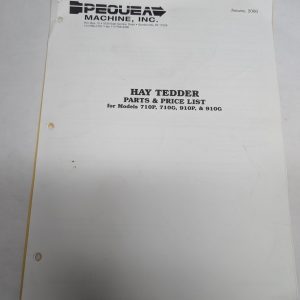 PEQUEA
MACHINE, INC.
HAY TEDDER
PARTS & PRICE LIST
for Models 710P, 710G, 910P, & 910G